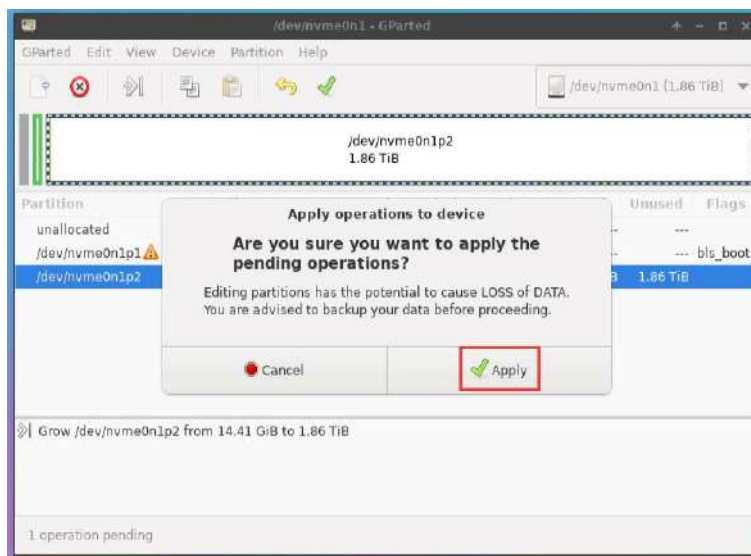 /dev/nvme0n1 - GParted
GParted Edit View Device Partition Help
/dev/nvme0n1 (1.86 TiB)
/dev/nvme0n1p2
1.86 TiB
Partition Unused Flags
unallocated ---
/dev/nvme0n1p1 --- bls_boot
/dev/nvme0n1p2 B 1.86 TiB
Apply operations to device
Are you sure you want to apply the
pending operations?
Editing partitions has the potential to cause LOSS of DATA.
You are advised to backup your data before proceeding.
Cancel Apply
Grow /dev/nvme0n1p2 from 14.41 GiB to 1.86 TiB
1 operation pending